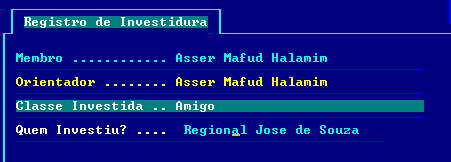 Registro de Investidura
Membro ............ Asser Mafud Halamim
Orientador ........ Asser Mafud Halamim
Classe Investida .. Amigo
Quem Investiu? .... Regional Jose de Souza